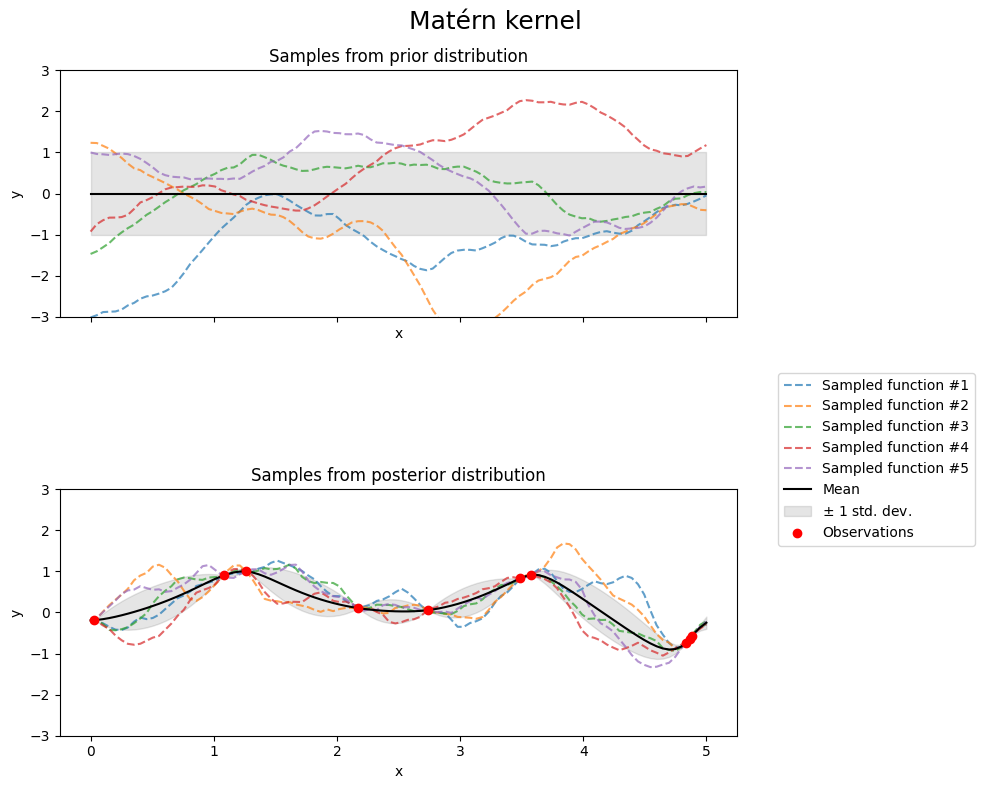 Matérn kernel
Samples from prior distribution
3
2
1
0
−1
−2
−3
y
x
Sampled function #1
Sampled function #2
Sampled function #3
Sampled function #4
Sampled function #5
Mean
± 1 std. dev.
Observations
Samples from posterior distribution
3
2
1
0
−1
−2
−3
y
0 1 2 3 4 5
x